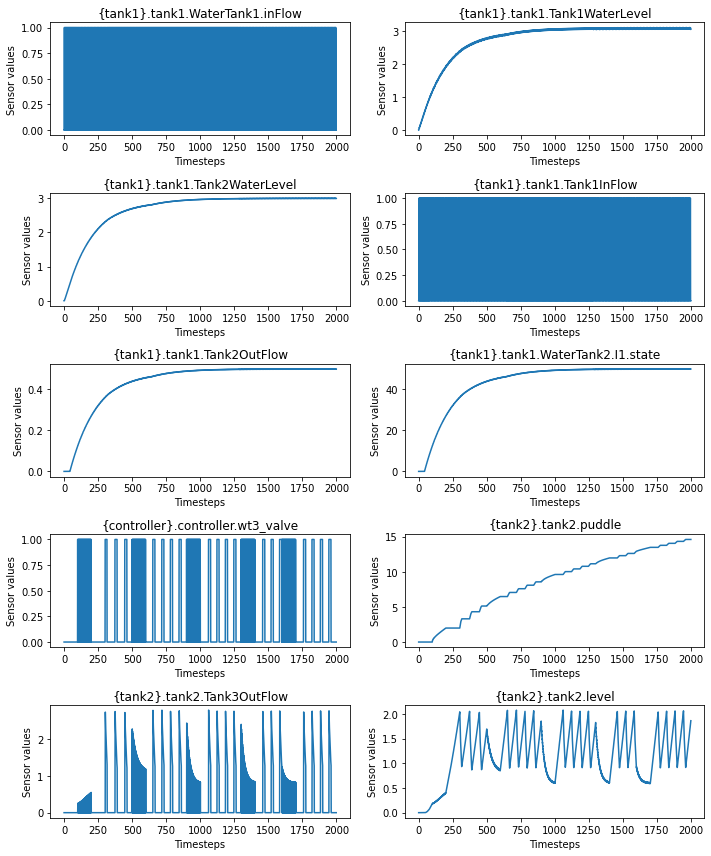 {tank1}.tank1.WaterTank1.inFlow
Sensor values
1.00
0.75
0.50
0.25
0.00
0 250 500 750 1000 1250 1500 1750 2000
Timesteps
{tank1}.tank1.Tank1WaterLevel
Sensor values
3
2
1
0
0 250 500 750 1000 1250 1500 1750 2000
Timesteps
{tank1}.tank1.Tank2WaterLevel
Sensor values
3
2
1
0
0 250 500 750 1000 1250 1500 1750 2000
Timesteps
{tank1}.tank1.Tank1InFlow
Sensor values
1.00
0.75
0.50
0.25
0.00
0 250 500 750 1000 1250 1500 1750 2000
Timesteps
{tank1}.tank1.Tank2OutFlow
Sensor values
0.4
0.2
0.0
0 250 500 750 1000 1250 1500 1750 2000
Timesteps
{tank1}.tank1.WaterTank2.I1.state
Sensor values
40
20
0
0 250 500 750 1000 1250 1500 1750 2000
Timesteps
{controller}.controller.wt3_valve
Sensor values
1.00
0.75
0.50
0.25
0.00
0 250 500 750 1000 1250 1500 1750 2000
Timesteps
{tank2}.tank2.puddle
Sensor values
15
10
5
0
0 250 500 750 1000 1250 1500 1750 2000
Timesteps
{tank2}.tank2.Tank3OutFlow
Sensor values
2
1
0
0 250 500 750 1000 1250 1500 1750 2000
Timesteps
{tank2}.tank2.level
Sensor values
2.0
1.5
1.0
0.5
0.0
0 250 500 750 1000 1250 1500 1750 2000
Timesteps